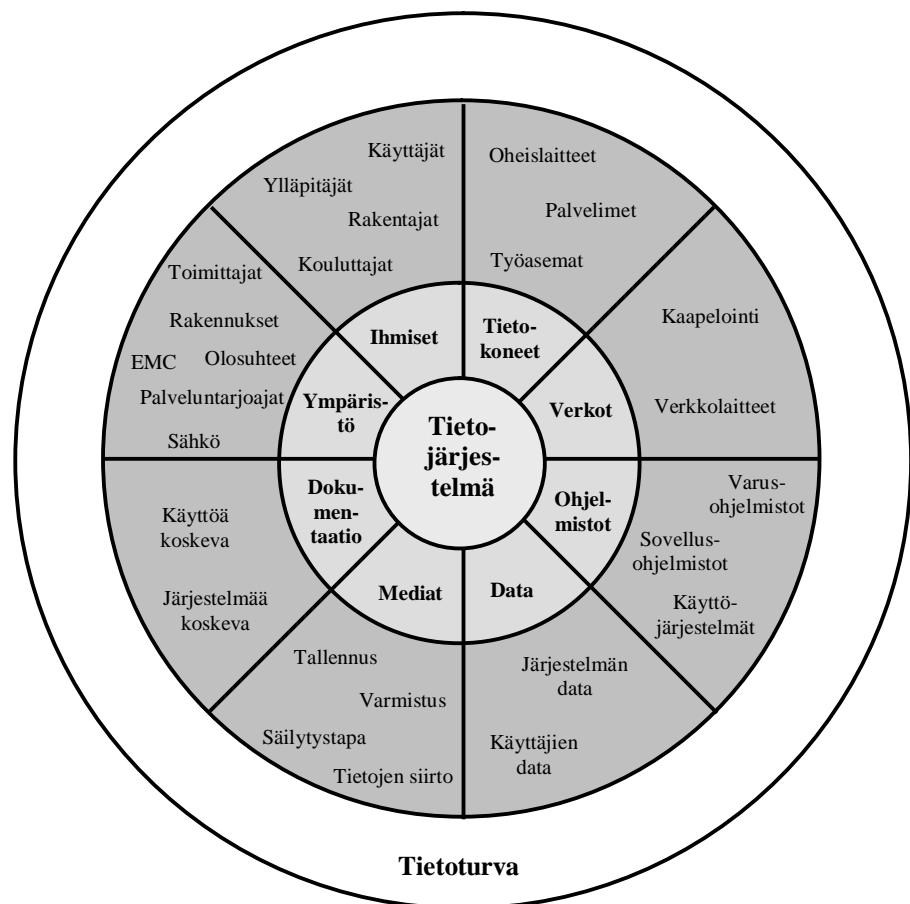 Käyttäjät
Ylläpitäjät
Rakentajat
Kouluttajat
Ihmiset
Oheislaitteet
Palvelimet
Työasemat
Tieto-
koneet
Kaapelointi
Verkkolaitteet
Verkot
Varus-
ohjelmistot
Sovellus-
ohjelmistot
Käyttö-
järjestelmät
Ohjel-
mistot
Järjestelmän
data
Käyttäjien
data
Data
Mediat
Tallennus
Varmistus
Säilytystapa
Tietojen siirto
Doku-
men-
taatio
Käyttöä
koskeva
Järjestelmää
koskeva
Toimittajat
Rakennukset
EMC
Olosuhteet
Palveluntarjoajat
Sähkö
Ympäris-
tö
Tieto-
järjes-
telmä
Tietoturva